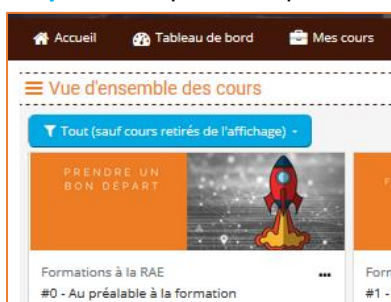 Accueil Tableau de bord Mes cours
Vue d'ensemble des cours
Tout (sauf cours retirés de l'affichage)
PRENDRE UN
BON DÉPART
Formations à la RAE
#0 - Au préalable à la formation
#1 -